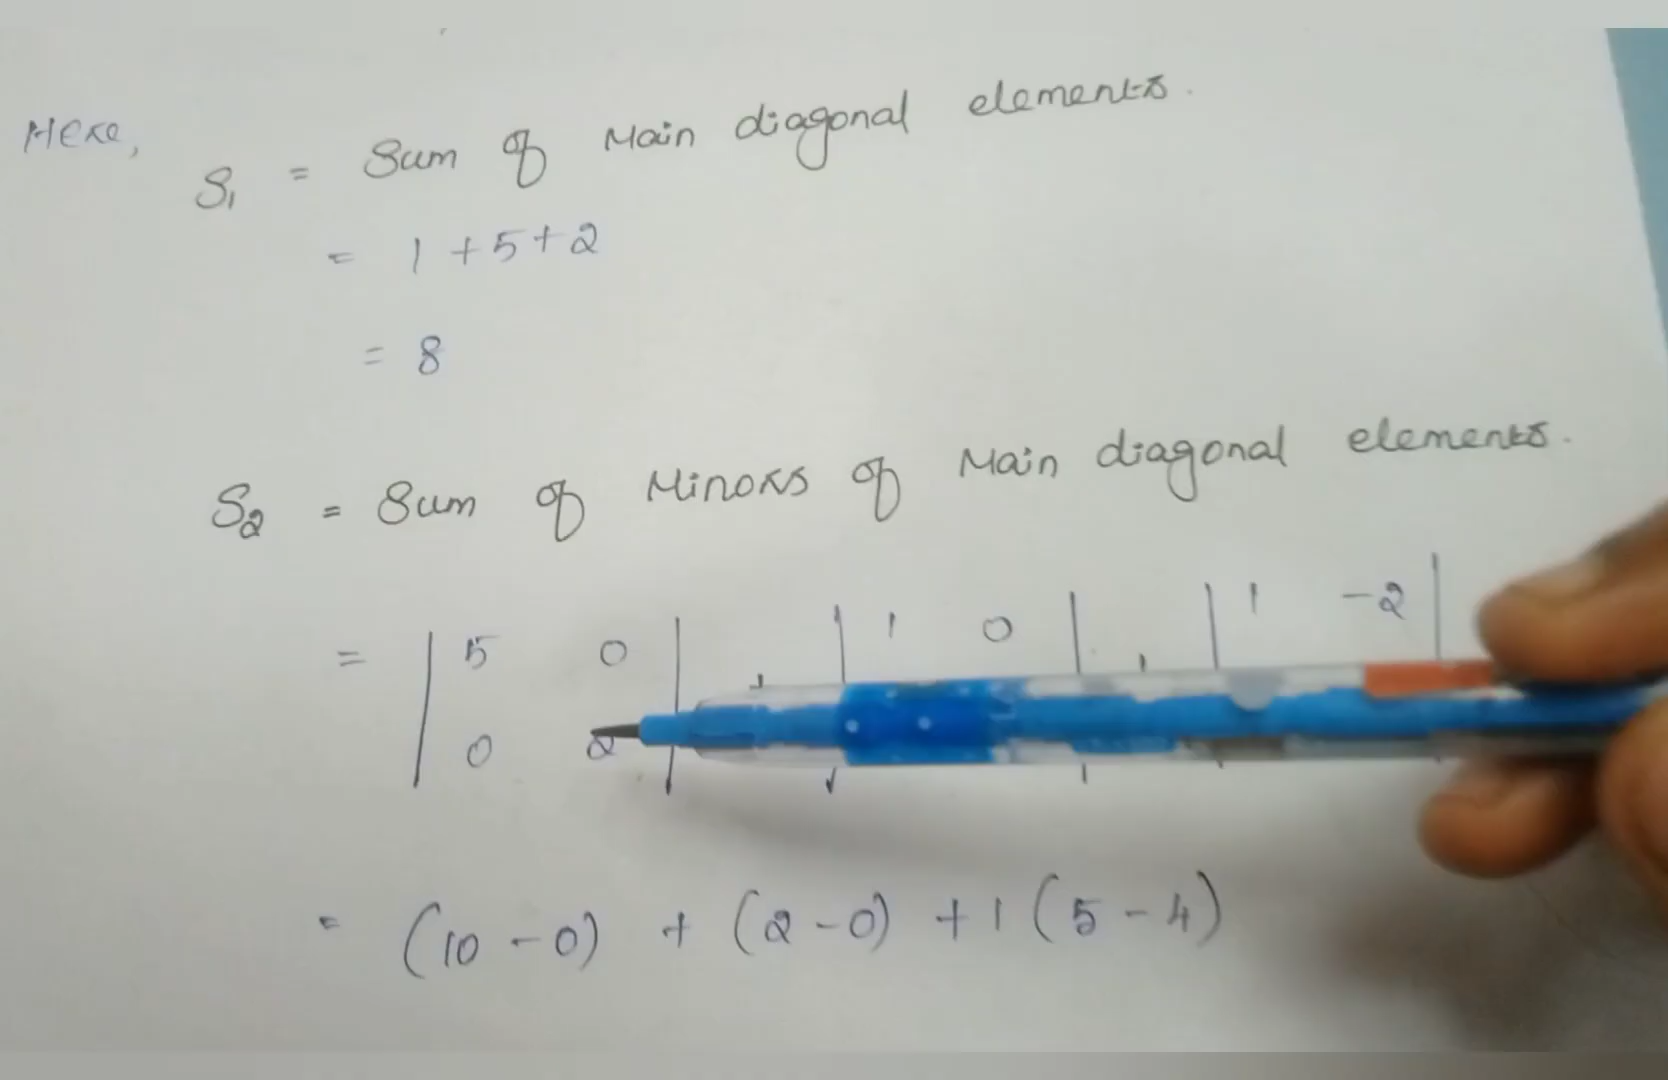 Here,
S₁ = Sum of Main diagonal elements.
= 1 + 5 + 2
= 8
S₂ = Sum of Minors of Main diagonal elements.
= | 5 0 | | 1 0 | | 1 -2 |
| 0 2 |
= (10 - 0) + (2 - 0) + 1 (5 - 4)